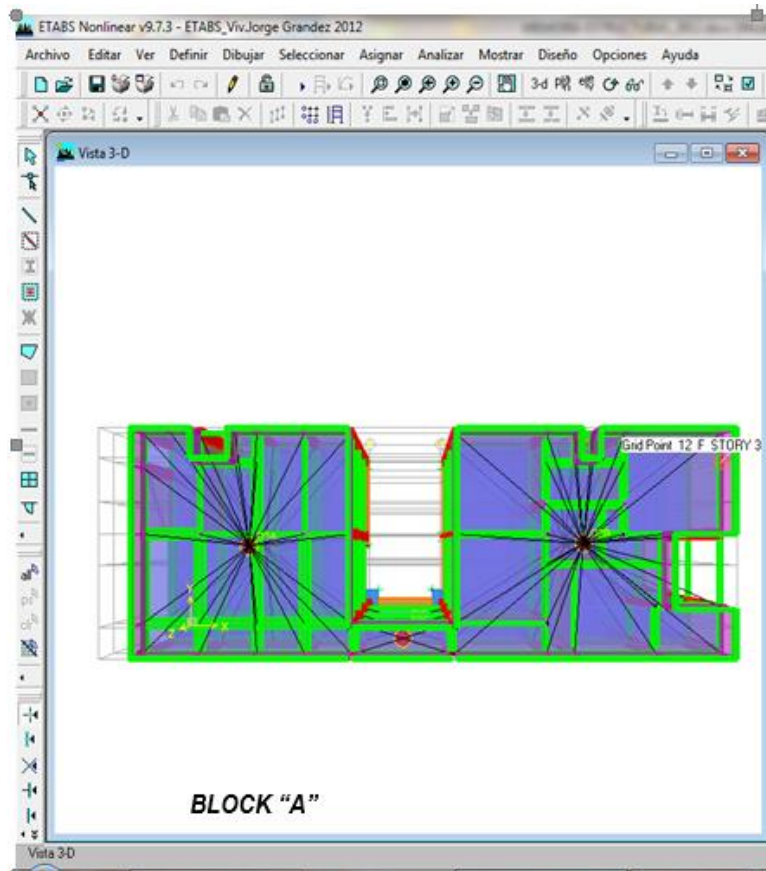 ETABS Nonlinear v9.7.3 - ETABS_Viv.Jorge Grandez 2012
Archivo Editar Ver Definir Dibujar Seleccionar Asignar Analizar Mostrar Diseño Opciones Ayuda
3-d
Vista 3-D
Grid Point 12 F STORY 3
Y
Z X
BLOCK “A”
Vista 3-D